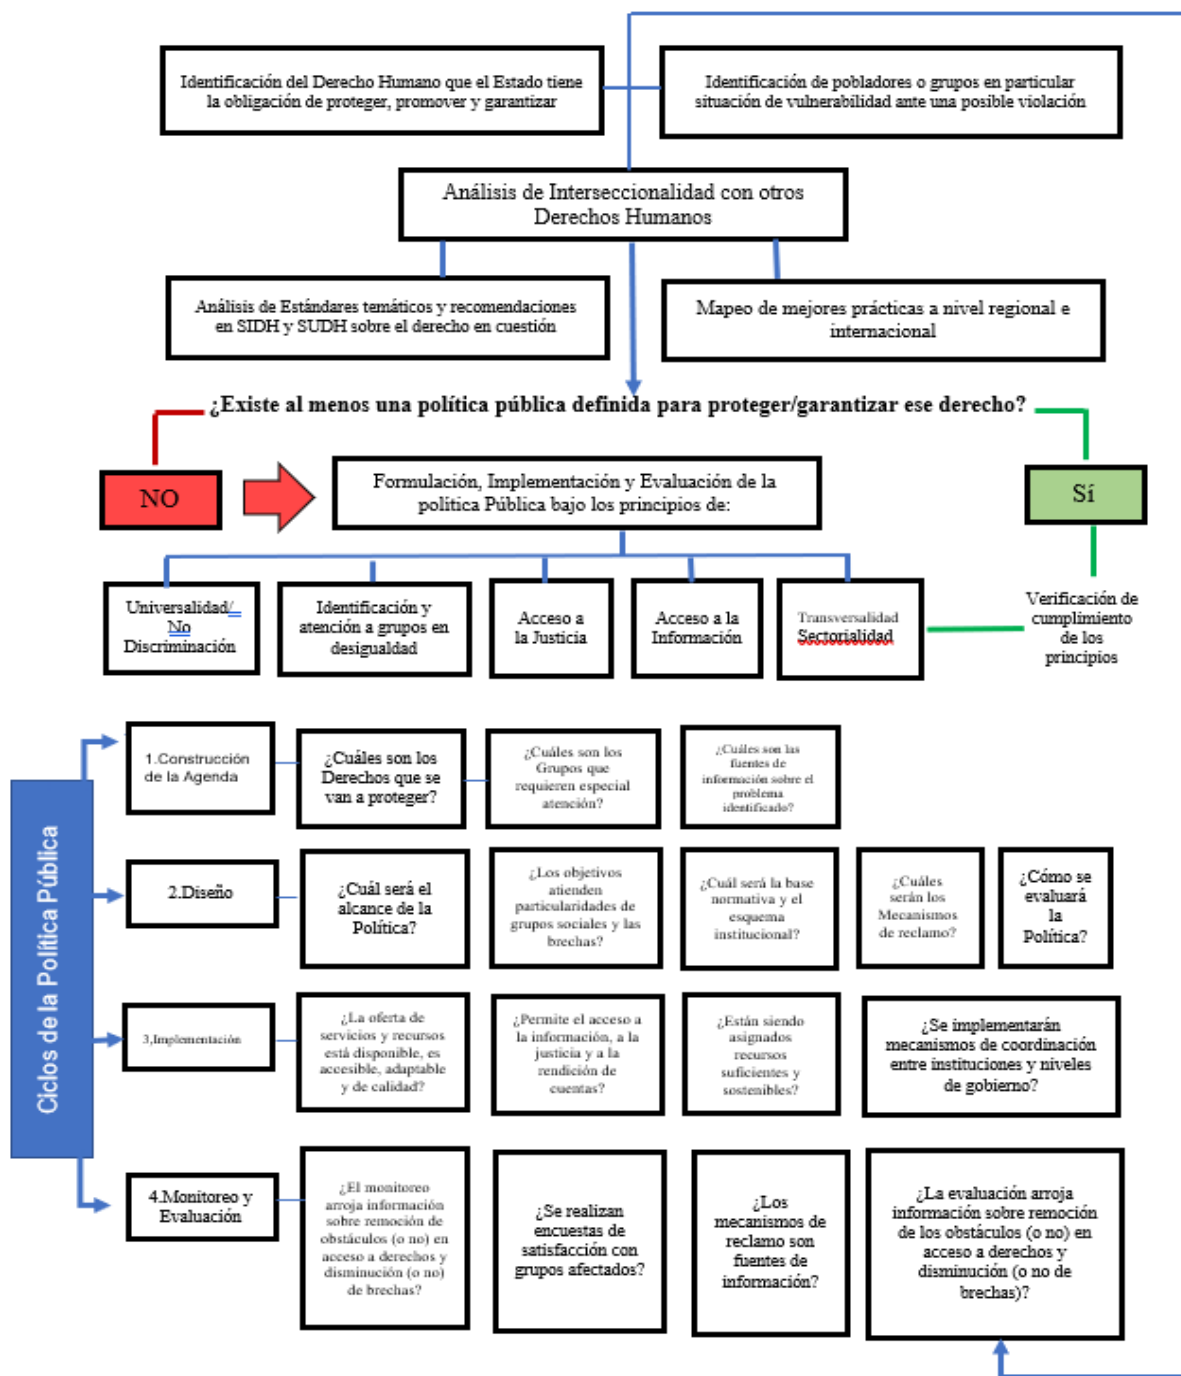 Identificación del Derecho Humano que el Estado tiene
la obligación de proteger, promover y garantizar
Identificación de pobladores o grupos en particular
situación de vulnerabilidad ante una posible violación
Análisis de Interseccionalidad con otros
Derechos Humanos
Análisis de Estándares temáticos y recomendaciones
en SIDH y SUDH sobre el derecho en cuestión
Mapeo de mejores prácticas a nivel regional e
internacional
¿Existe al menos una política pública definida para proteger/garantizar ese derecho?
NO
Formulación, Implementación y Evaluación de la
política Pública bajo los principios de:
Sí
Universalidad/
No
Discriminación
Identificación y
atención a grupos en
desigualdad
Acceso a
la Justicia
Acceso a la
Información
Transversalidad
Sectorialidad
Verificación de
cumplimiento
de los
principios
Ciclos de la Política Pública
1.Construcción
de la Agenda
¿Cuáles son los
Derechos que se
van a proteger?
¿Cuáles son los
Grupos que
requieren especial
atención?
¿Cuáles son las
fuentes de
información sobre el
problema
identificado?
2.Diseño
¿Cuál será el
alcance de la
Política?
¿Los objetivos
atienden
particularidades de
grupos sociales y las
brechas?
¿Cuál será la base
normativa y el
esquema
institucional?
¿Cuáles
serán los
Mecanismos
de reclamo?
¿Cómo se
evaluará
la
Política?
3,Implementación
¿La oferta de
servicios y recursos
está disponible, es
accesible, adaptable
y de calidad?
¿Permite el acceso a
la información, a la
justicia y a la
rendición de
cuentas?
¿Están siendo
asignados
recursos
suficientes y
sostenibles?
¿Se implementarán
mecanismos de coordinación
entre instituciones y niveles
de gobierno?
4.Monitoreo y
Evaluación
¿El monitoreo
arroja información
sobre remoción de
obstáculos (o no) en
acceso a derechos y
disminución (o no)
de brechas?
¿Se realizan
encuestas de
satisfacción con
grupos afectados?
¿Los
mecanismos de
reclamo son
fuentes de
información?
¿La evaluación arroja
información sobre remoción
de los obstáculos (o no) en
acceso a derechos y
disminución (o no de
brechas)?